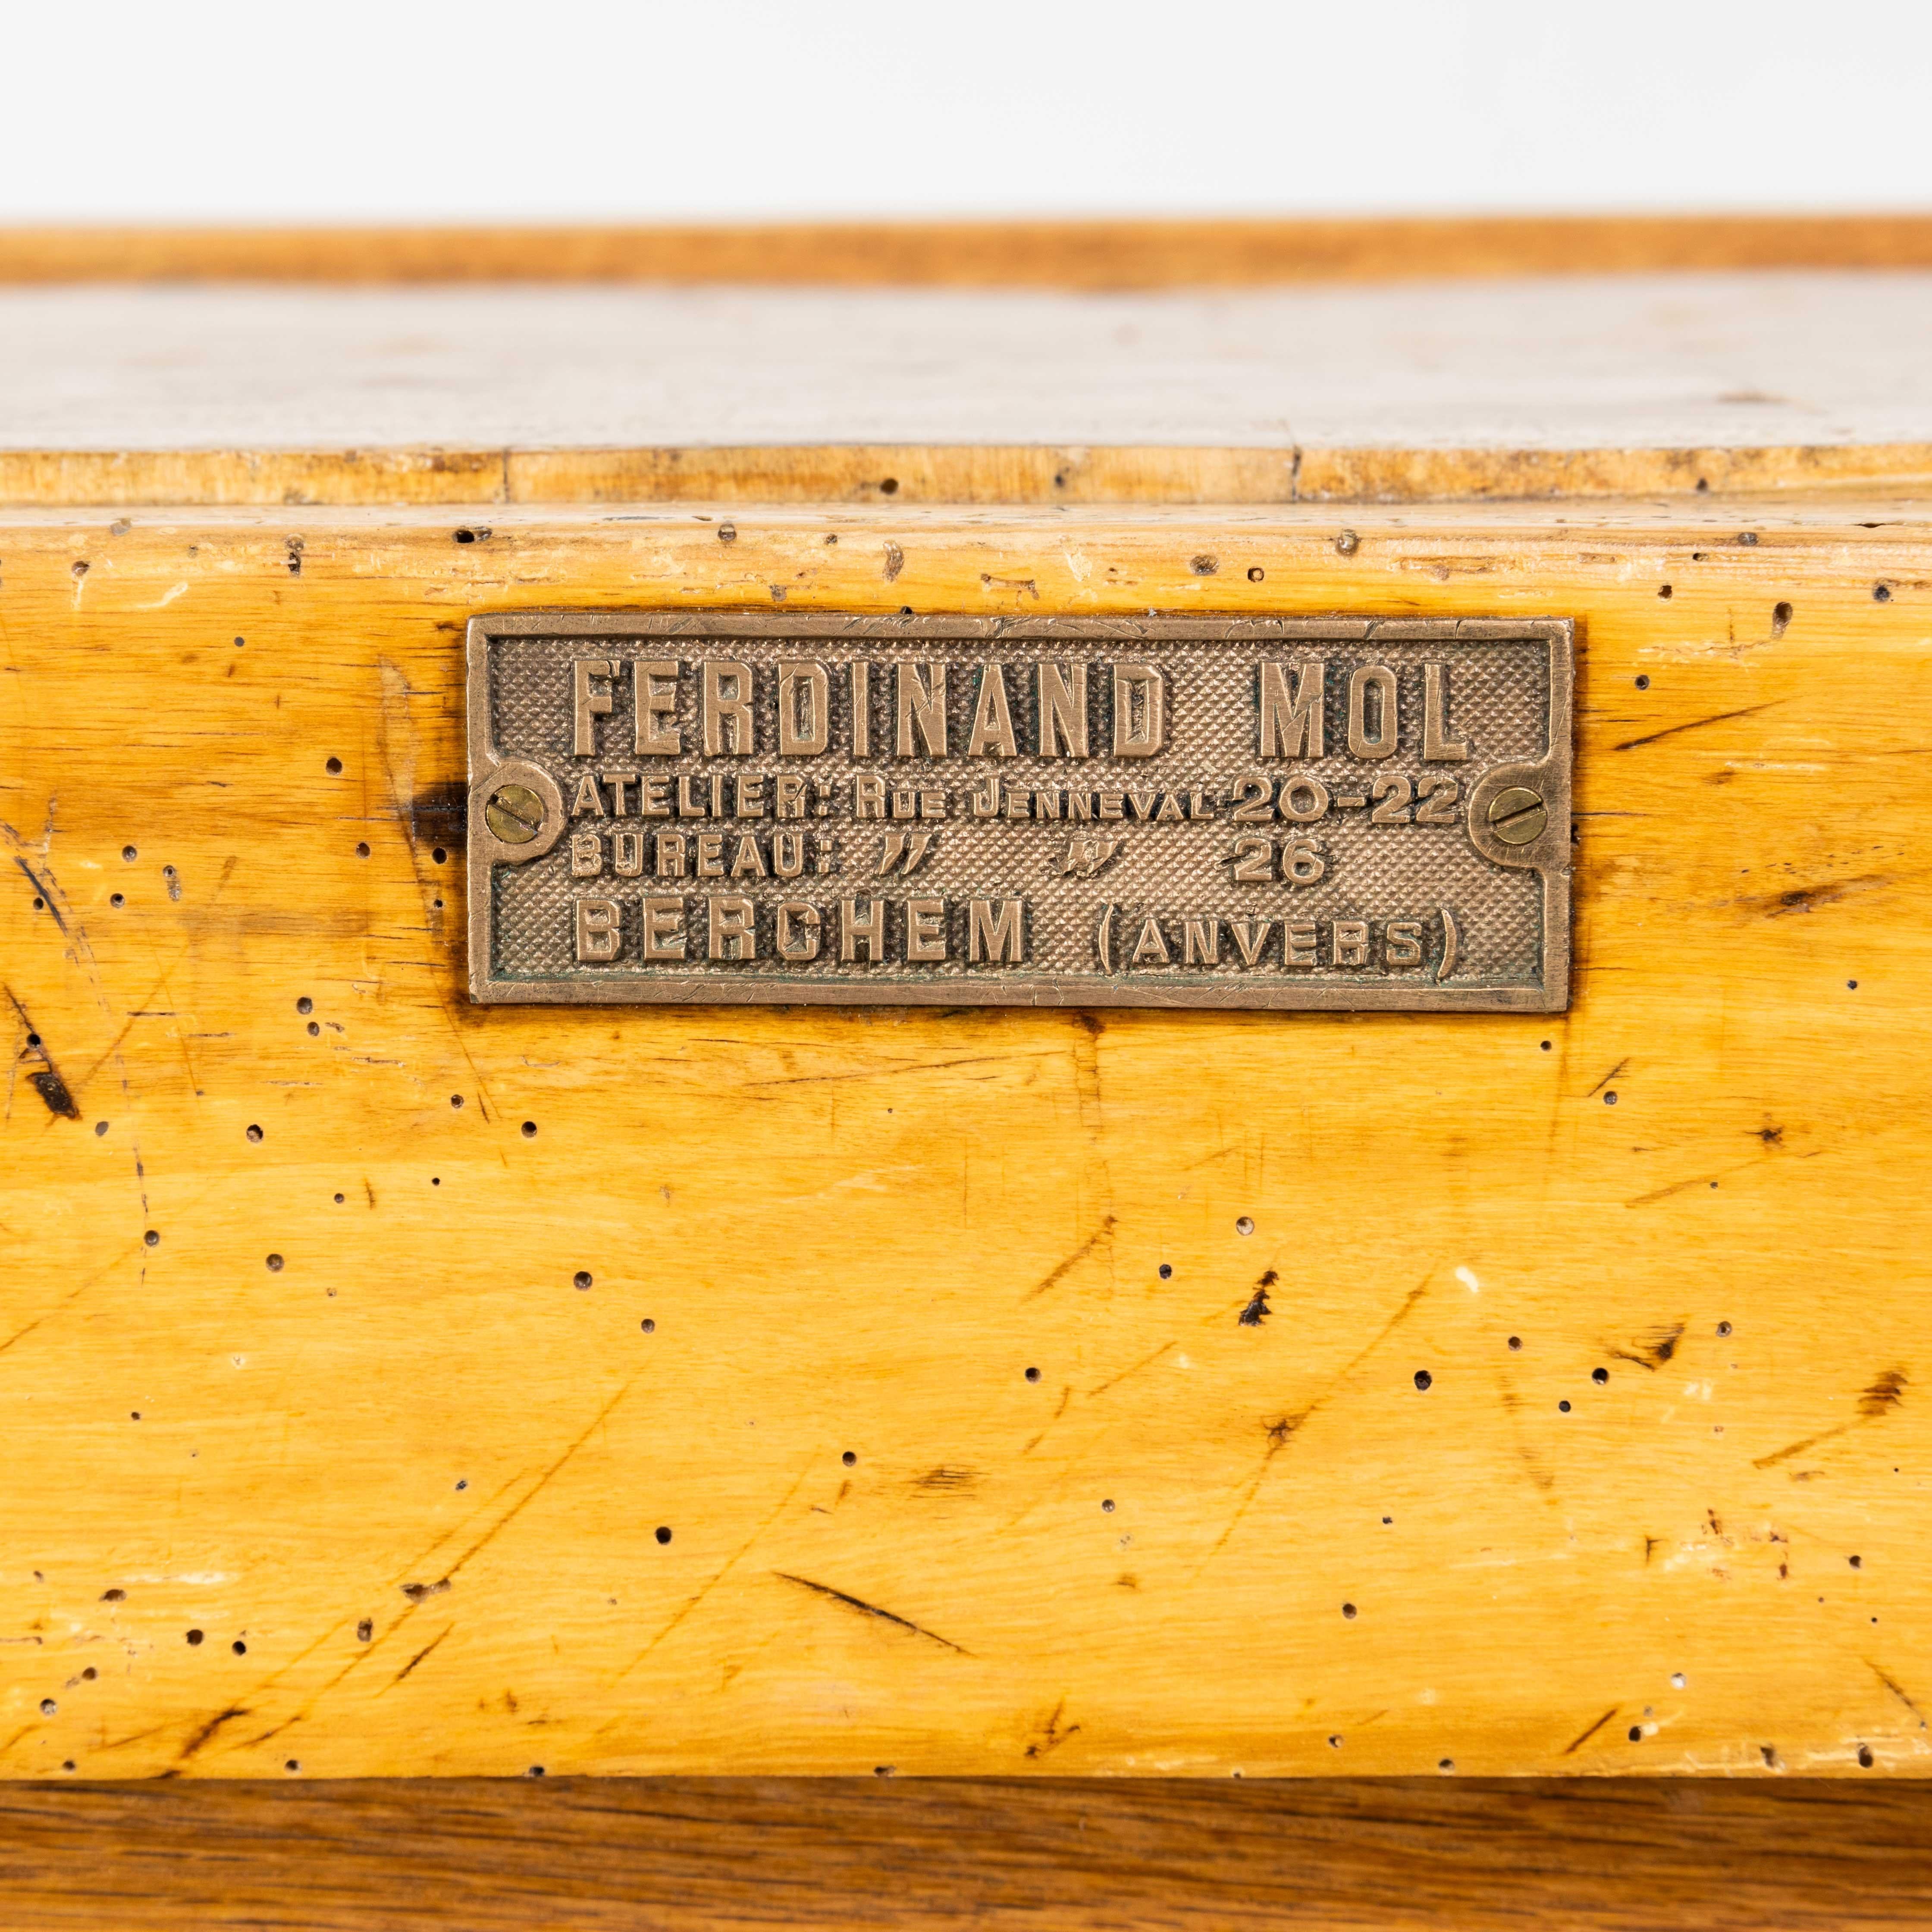 FERDINAND MOL
ATELIER: RUE JENNEVAL 20-22
BUREAU: " " 26
BERCHEM (ANVERS)